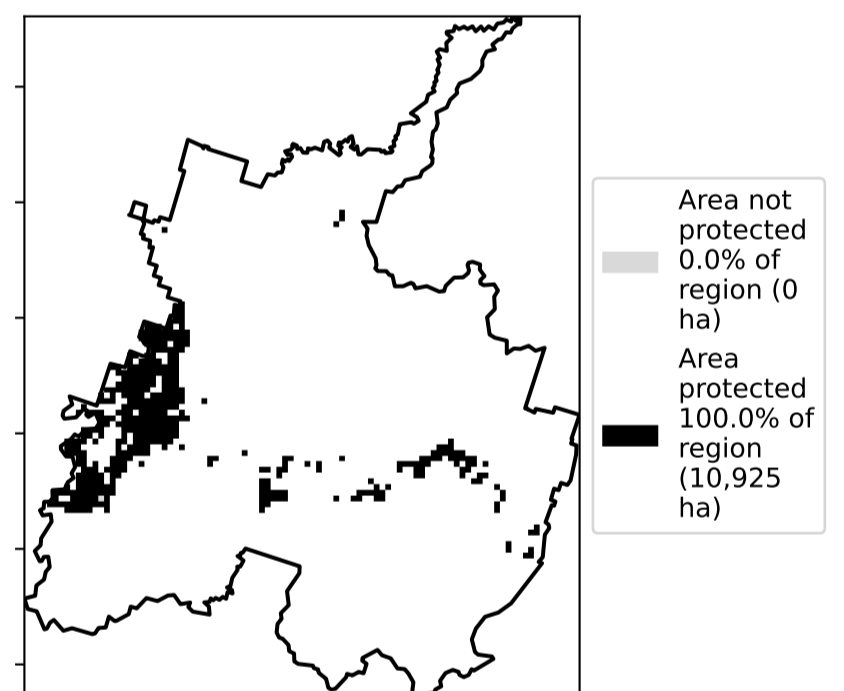 Area not
protected
0.0% of
region (0
ha)
Area
protected
100.0% of
region
(10,925
ha)